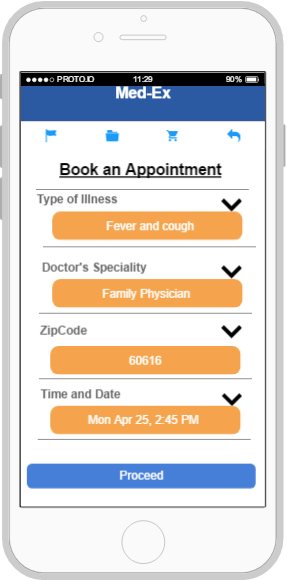 PROTO.IO 11:29 90%
Med-Ex
Book an Appointment
Type of Illness
Fever and cough
Doctor's Speciality
Family Physician
ZipCode
60616
Time and Date
Mon Apr 25, 2:45 PM
Proceed